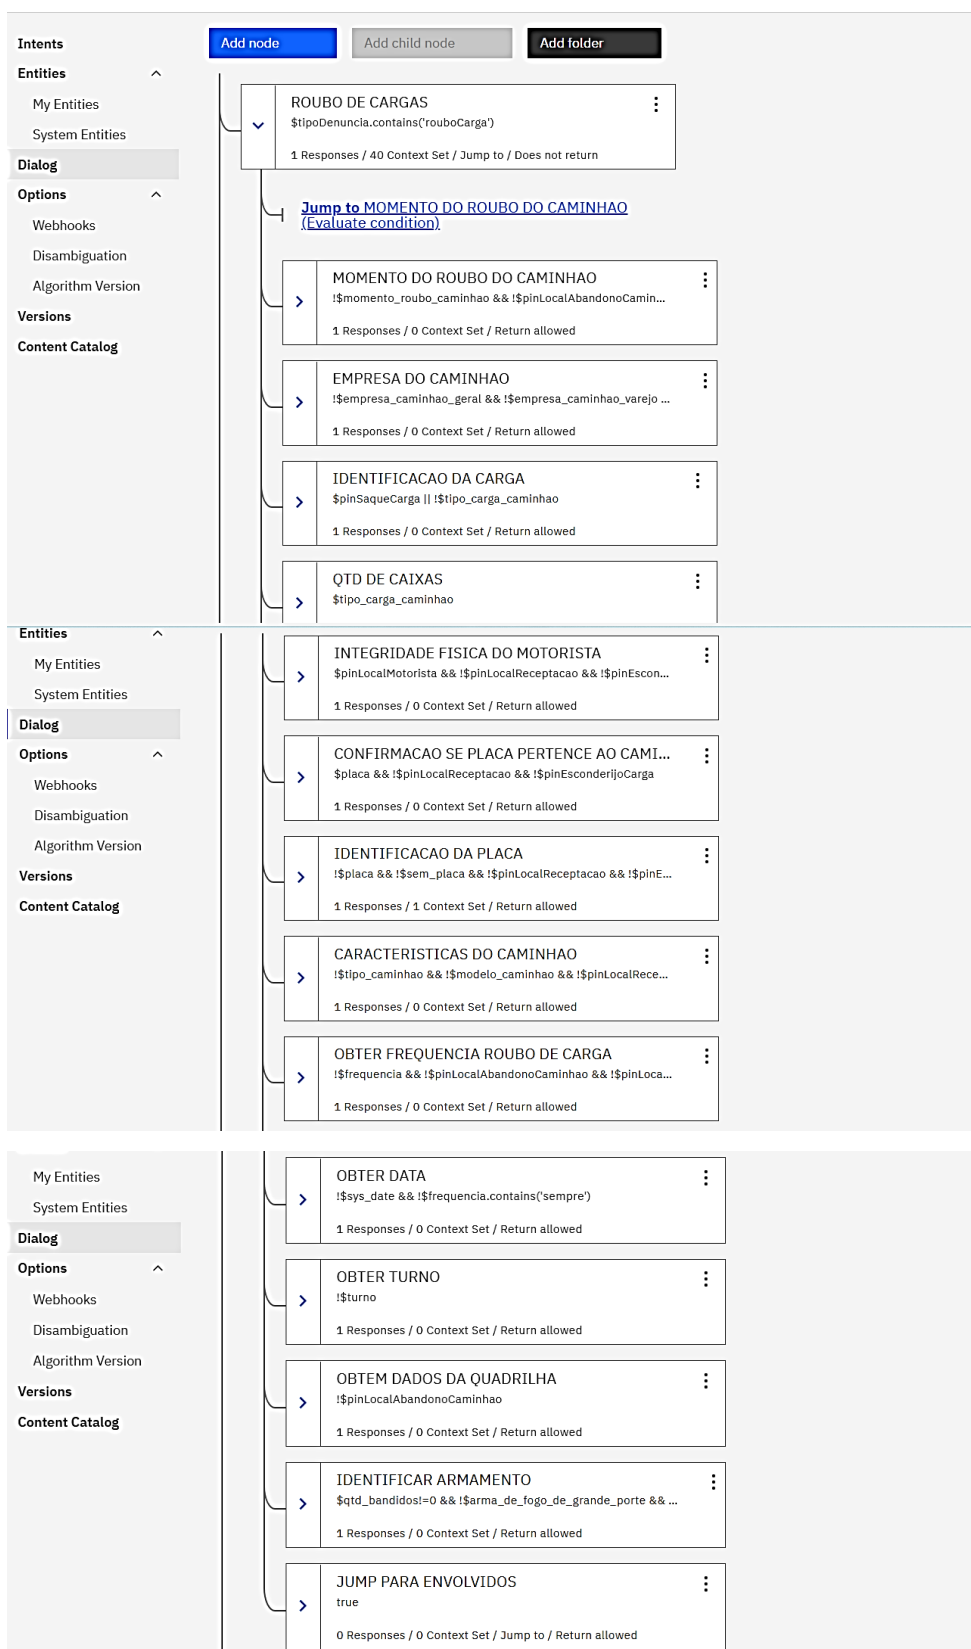 Intents
Entities
My Entities
System Entities
Dialog
Options
Webhooks
Disambiguation
Algorithm Version
Versions
Content Catalog
Add node
Add child node
Add folder
ROUBO DE CARGAS
$tipoDenuncia.contains('rouboCarga')
1 Responses / 40 Context Set / Jump to / Does not return
Jump to MOMENTO DO ROUBO DO CAMINHAO
(Evaluate condition)
MOMENTO DO ROUBO DO CAMINHAO
!$momento_roubo_caminhao && !$pinLocalAbandonoCamin...
1 Responses / 0 Context Set / Return allowed
EMPRESA DO CAMINHAO
!$empresa_caminhao_geral && !$empresa_caminhao_varejo ...
1 Responses / 0 Context Set / Return allowed
IDENTIFICACAO DA CARGA
$pinSaqueCarga || !$tipo_carga_caminhao
1 Responses / 0 Context Set / Return allowed
QTD DE CAIXAS
$tipo_carga_caminhao
Entities
My Entities
System Entities
Dialog
Options
Webhooks
Disambiguation
Algorithm Version
Versions
Content Catalog
INTEGRIDADE FISICA DO MOTORISTA
$pinLocalMotorista && !$pinLocalReceptacao && !$pinEscon...
1 Responses / 0 Context Set / Return allowed
CONFIRMACAO SE PLACA PERTENCE AO CAMI...
$placa && !$pinLocalReceptacao && !$pinEsconderijoCarga
1 Responses / 0 Context Set / Return allowed
IDENTIFICACAO DA PLACA
!$placa && !$sem_placa && !$pinLocalReceptacao && !$pinE...
1 Responses / 1 Context Set / Return allowed
CARACTERISTICAS DO CAMINHAO
!$tipo_caminhao && !$modelo_caminhao && !$pinLocalRece...
1 Responses / 0 Context Set / Return allowed
OBTER FREQUENCIA ROUBO DE CARGA
!$frequencia && !$pinLocalAbandonoCaminhao && !$pinLoca...
1 Responses / 0 Context Set / Return allowed
My Entities
System Entities
Dialog
Options
Webhooks
Disambiguation
Algorithm Version
Versions
Content Catalog
OBTER DATA
!$sys_date && !$frequencia.contains('sempre')
1 Responses / 0 Context Set / Return allowed
OBTER TURNO
!$turno
1 Responses / 0 Context Set / Return allowed
OBTEM DADOS DA QUADRILHA
!$pinLocalAbandonoCaminhao
1 Responses / 0 Context Set / Return allowed
IDENTIFICAR ARMAMENTO
$qtd_bandidos!=0 && !$arma_de_fogo_de_grande_porte && ...
1 Responses / 0 Context Set / Return allowed
JUMP PARA ENVOLVIDOS
true
0 Responses / 0 Context Set / Jump to / Return allowed